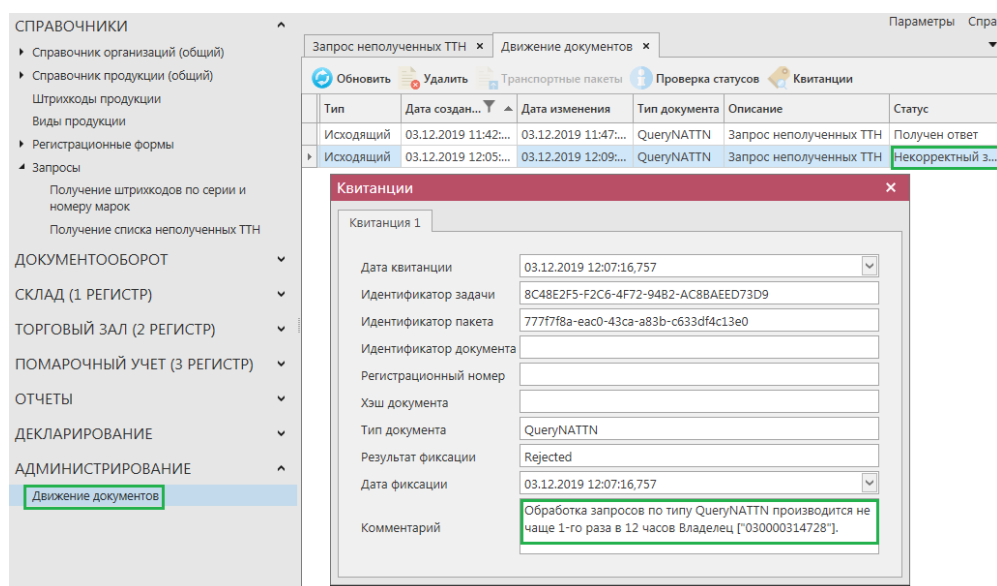 СПРАВОЧНИКИ
Справочник организаций (общий)
Справочник продукции (общий)
Штрихкоды продукции
Виды продукции
Регистрационные формы
Запросы
Получение штрихкодов по серии и
номеру марок
Получение списка неполученных ТТН
ДОКУМЕНТООБОРОТ
СКЛАД (1 РЕГИСТР)
ТОРГОВЫЙ ЗАЛ (2 РЕГИСТР)
ПОМАРОЧНЫЙ УЧЕТ (3 РЕГИСТР)
ОТЧЕТЫ
ДЕКЛАРИРОВАНИЕ
АДМИНИСТРИРОВАНИЕ
Движение документов
Параметры Спра
Запрос неполученных ТТН × Движение документов ×
Обновить Удалить Транспортные пакеты Проверка статусов Квитанции
Тип Дата создан... Дата изменения Тип документа Описание Статус
Исходящий 03.12.2019 11:42:... 03.12.2019 11:47:... QueryNATTN Запрос неполученных ТТН Получен ответ
Исходящий 03.12.2019 12:05:... 03.12.2019 12:09:... QueryNATTN Запрос неполученных ТТН Некорректный з...
Квитанции ×
Квитанция 1
Дата квитанции 03.12.2019 12:07:16,757
Идентификатор задачи 8C48E2F5-F2C6-4F72-94B2-AC8BAEED73D9
Идентификатор пакета 777f7f8a-eac0-43ca-a83b-c633df4c13e0
Идентификатор документа
Регистрационный номер
Хэш документа
Тип документа QueryNATTN
Результат фиксации Rejected
Дата фиксации 03.12.2019 12:07:16,757
Комментарий Обработка запросов по типу QueryNATTN производится не
чаще 1-го раза в 12 часов Владелец ["030000314728"].